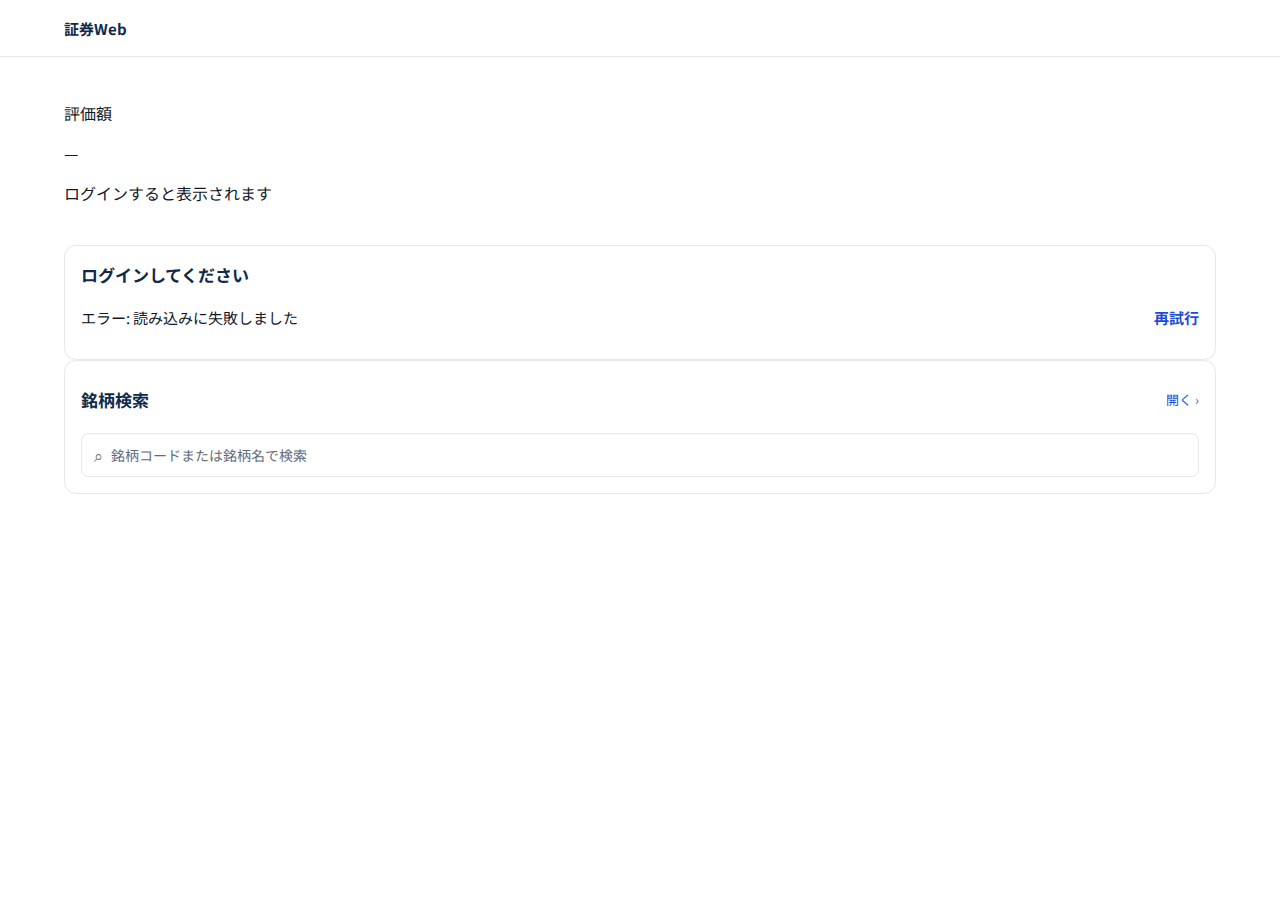 証券Web
評価額
—
ログインすると表示されます
ログインしてください
エラー: 読み込みに失敗しました
再試行
銘柄検索
開く ›
⌕ 銘柄コードまたは銘柄名で検索